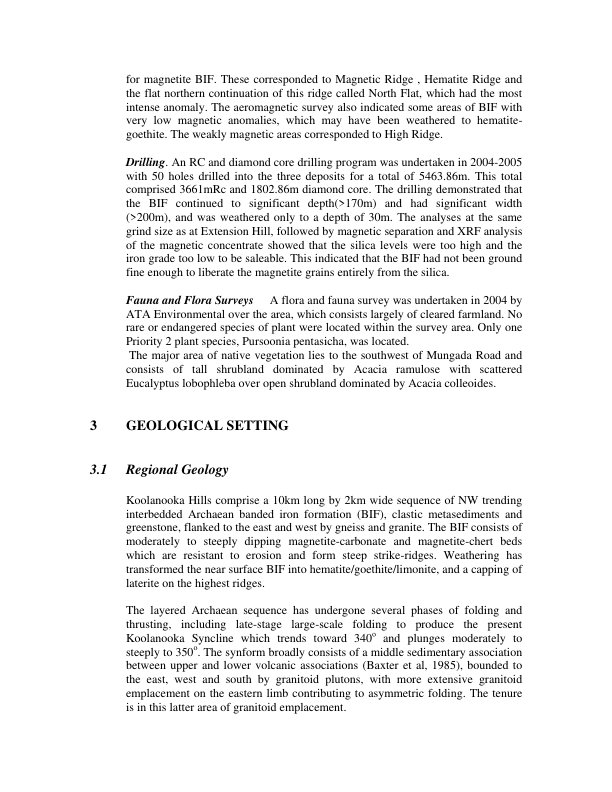 for magnetite BIF. These corresponded to Magnetic Ridge , Hematite Ridge and
the flat northern continuation of this ridge called North Flat, which had the most
intense anomaly. The aeromagnetic survey also indicated some areas of BIF with
very low magnetic anomalies, which may have been weathered to hematite-
goethite. The weakly magnetic areas corresponded to High Ridge.
Drilling. An RC and diamond core drilling program was undertaken in 2004-2005
with 50 holes drilled into the three deposits for a total of 5463.86m. This total
comprised 3661mRc and 1802.86m diamond core. The drilling demonstrated that
the BIF continued to significant depth(>170m) and had significant width
(>200m), and was weathered only to a depth of 30m. The analyses at the same
grind size as at Extension Hill, followed by magnetic separation and XRF analysis
of the magnetic concentrate showed that the silica levels were too high and the
iron grade too low to be saleable. This indicated that the BIF had not been ground
fine enough to liberate the magnetite grains entirely from the silica.
Fauna and Flora Surveys A flora and fauna survey was undertaken in 2004 by
ATA Environmental over the area, which consists largely of cleared farmland. No
rare or endangered species of plant were located within the survey area. Only one
Priority 2 plant species, Pursoonia pentasicha, was located.
The major area of native vegetation lies to the southwest of Mungada Road and
consists of tall shrubland dominated by Acacia ramulose with scattered
Eucalyptus lobophleba over open shrubland dominated by Acacia colleoides.
3 GEOLOGICAL SETTING
3.1 Regional Geology
Koolanooka Hills comprise a 10km long by 2km wide sequence of NW trending
interbedded Archaean banded iron formation (BIF), clastic metasediments and
greenstone, flanked to the east and west by gneiss and granite. The BIF consists of
moderately to steeply dipping magnetite-carbonate and magnetite-chert beds
which are resistant to erosion and form steep strike-ridges. Weathering has
transformed the near surface BIF into hematite/goethite/limonite, and a capping of
laterite on the highest ridges.
The layered Archaean sequence has undergone several phases of folding and
thrusting, including late-stage large-scale folding to produce the present
Koolanooka Syncline which trends toward 340° and plunges moderately to
steeply to 350°. The synform broadly consists of a middle sedimentary association
between upper and lower volcanic associations (Baxter et al, 1985), bounded to
the east, west and south by granitoid plutons, with more extensive granitoid
emplacement on the eastern limb contributing to asymmetric folding. The tenure
is in this latter area of granitoid emplacement.